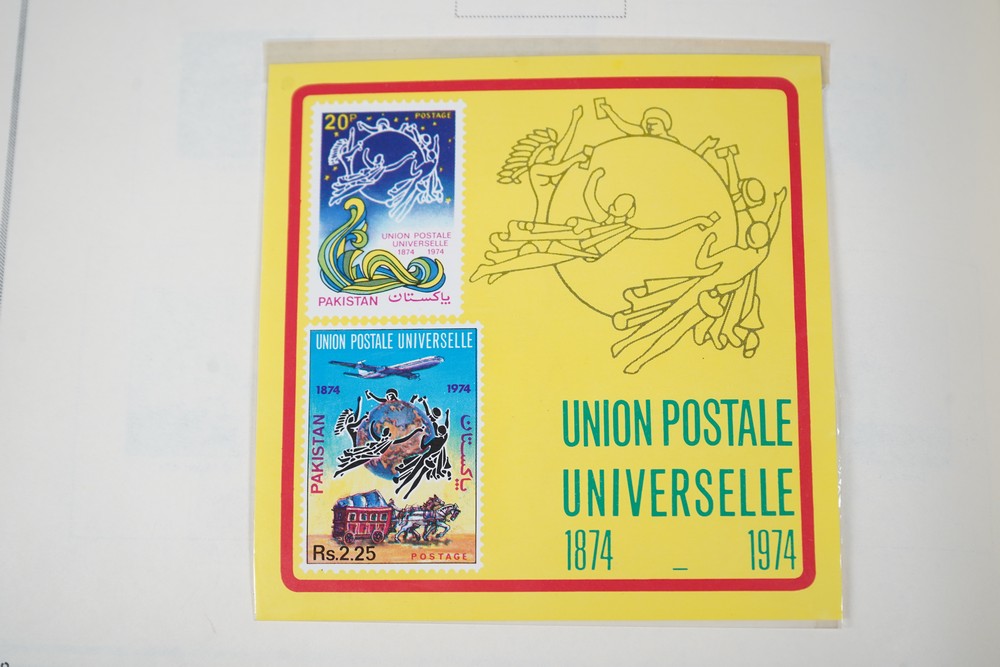 20P POSTAGE
UNION POSTALE
UNIVERSELLE
1874 1974
PAKISTAN پاکستان
UNION POSTALE UNIVERSELLE
1874 1974
PAKISTAN
پاکستان
Rs.2.25 POSTAGE
UNION POSTALE
UNIVERSELLE
1874 _ 1974